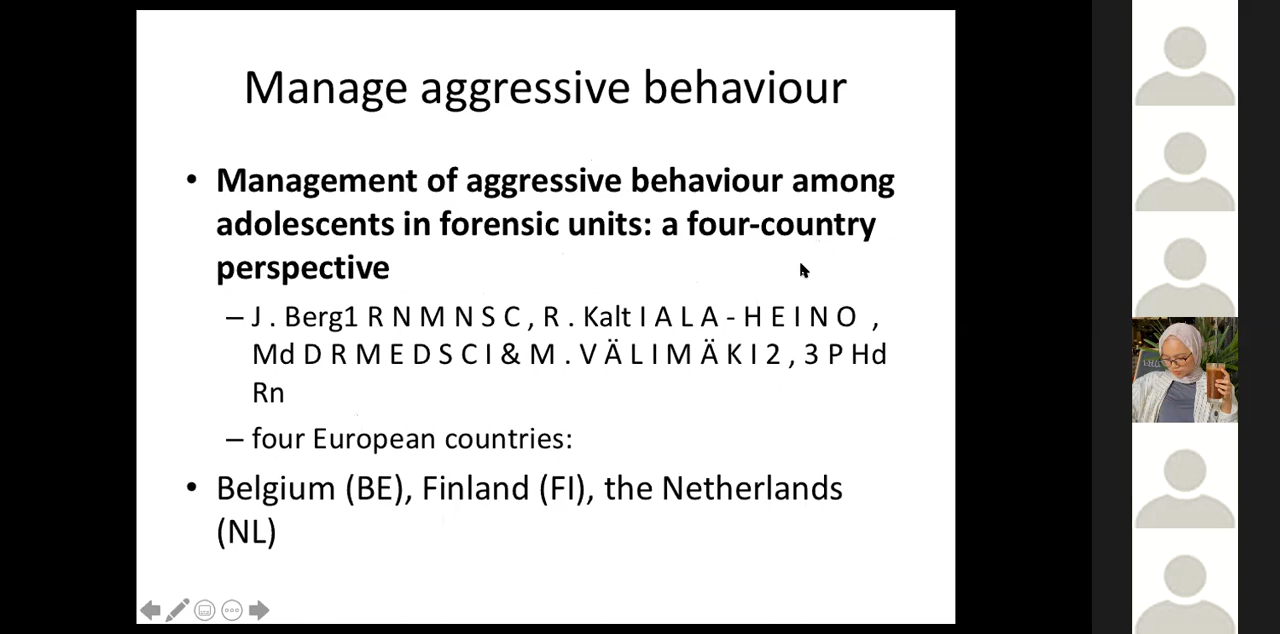 Manage aggressive behaviour
• Management of aggressive behaviour among
adolescents in forensic units: a four-country
perspective
– J . Berg1 R N M N S C , R . Kalt I A L A - H E I N O ,
Md D R M E D S C I & M . V Ä L I M Ä K I 2 , 3 P Hd
Rn
– four European countries:
• Belgium (BE), Finland (FI), the Netherlands
(NL)